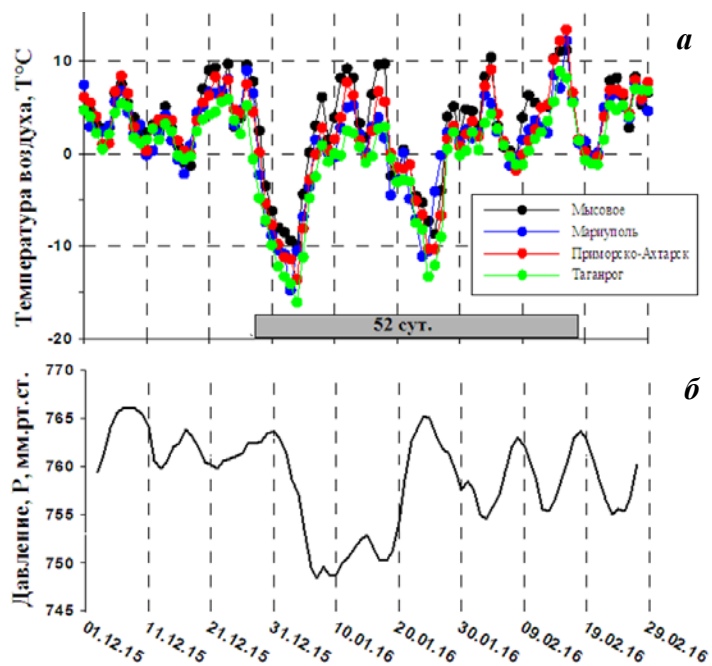 а
Температура воздуха, T°C
10
0
-10
-20
Мысовое
Мариуполь
Приморско-Ахтарск
Таганрог
52 сут.
б
Давление, P, мм.рт.ст.
770
765
760
755
750
745
01.12.15
11.12.15
21.12.15
31.12.15
10.01.16
20.01.16
30.01.16
09.02.16
19.02.16
29.02.16